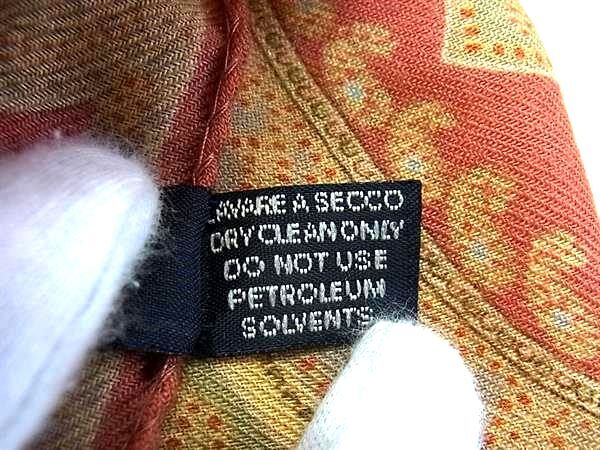 LAVARE A SECCO
DRY CLEAN ONLY
DO NOT USE
PETROLEUM
SOLVENTS